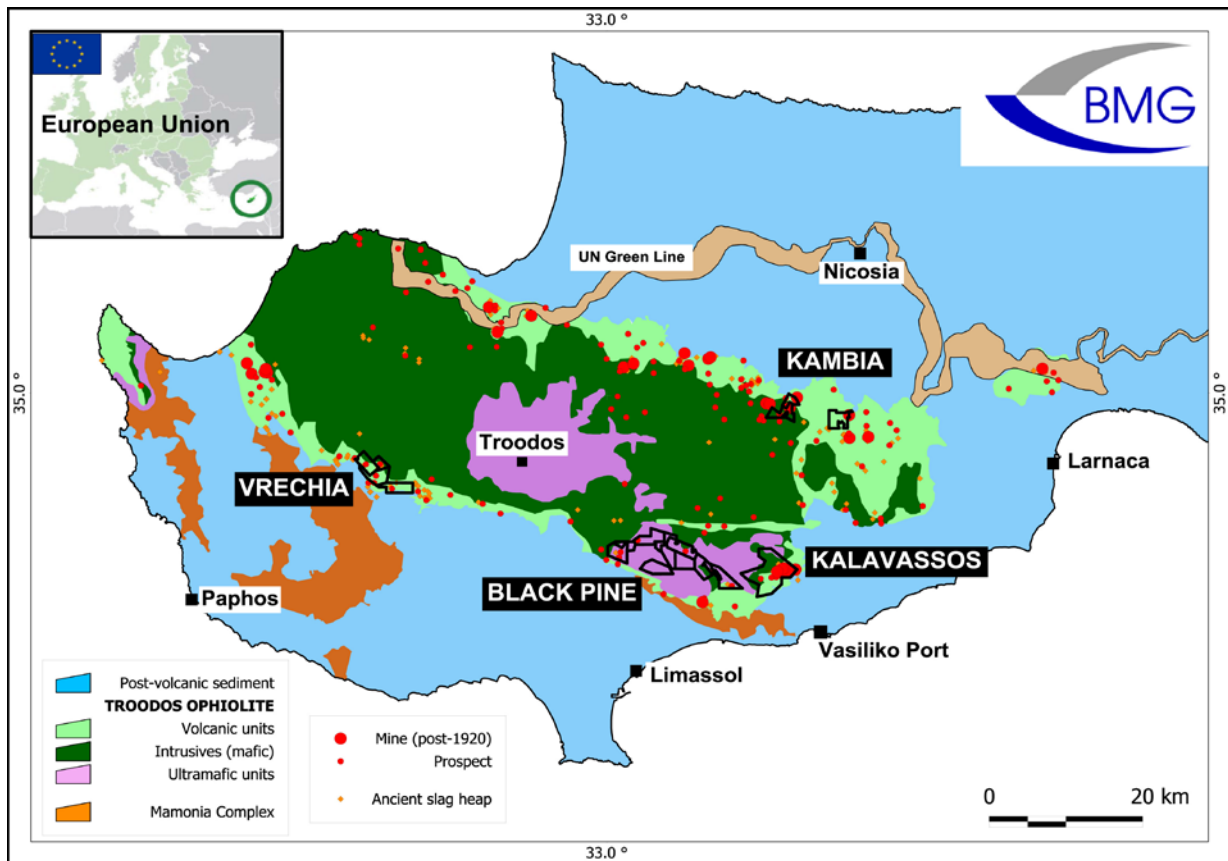 33.0 °
European Union
BMG
UN Green Line
Nicosia
KAMBIA
35.0 °
35.0 °
Troodos
Larnaca
VRECHIA
KALAVASSOS
BLACK PINE
Paphos
Vasiliko Port
Limassol
Post-volcanic sediment
TROODOS OPHIOLITE
Volcanic units
Intrusives (mafic)
Ultramafic units
Mamonia Complex
Mine (post-1920)
Prospect
Ancient slag heap
0 20 km
33.0 °